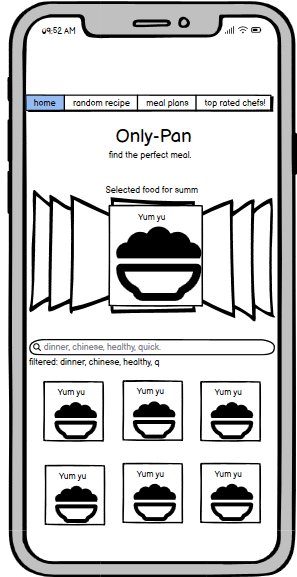 09:52 AM
home random recipe meal plans top rated chefs!
Only-Pan
find the perfect meal.
Selected food for summ
Yum yu
dinner, chinese, healthy, quick.
filtered: dinner, chinese, healthy, q
Yum yu Yum yu Yum yu
Yum yu Yum yu Yum yu